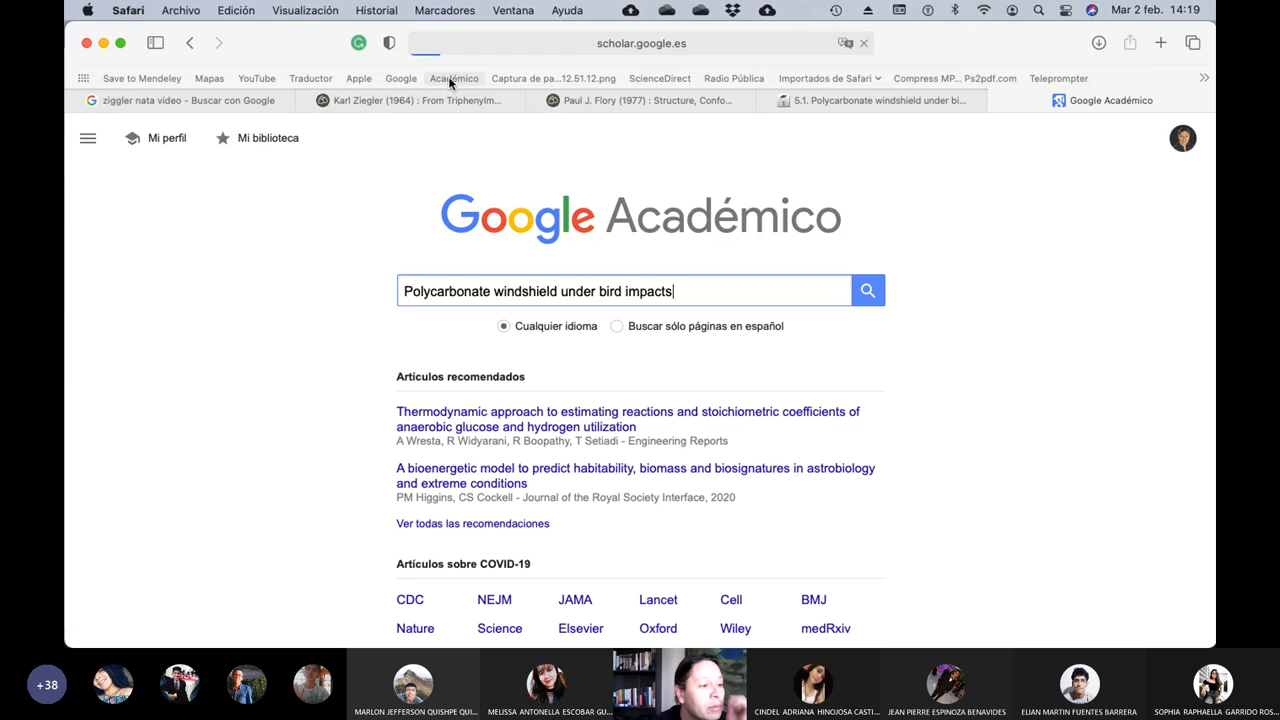 Safari Archivo Edición Visualización Historial Marcadores Ventana Ayuda Mar 2 feb. 14:19
scholar.google.es
Save to Mendeley Mapas YouTube Traductor Apple Google Académico Captura de pa...12.51.12.png ScienceDirect Radio Pública Importados de Safari Compress MP... Ps2pdf.com Teleprompter
ziggler nata video - Buscar con Google Karl Ziegler (1964) : From Triphenylm... Paul J. Flory (1977) : Structure, Confo... 5.1. Polycarbonate windshield under bi... Google Académico
Mi perfil Mi biblioteca
Google Académico
Polycarbonate windshield under bird impacts
Cualquier idioma Buscar sólo páginas en español
Artículos recomendados
Thermodynamic approach to estimating reactions and stoichiometric coefficients of
anaerobic glucose and hydrogen utilization
A Wresta, R Widyarani, R Boopathy, T Setiadi - Engineering Reports
A bioenergetic model to predict habitability, biomass and biosignatures in astrobiology
and extreme conditions
PM Higgins, CS Cockell - Journal of the Royal Society Interface, 2020
Ver todas las recomendaciones
Artículos sobre COVID-19
CDC NEJM JAMA Lancet Cell BMJ
Nature Science Elsevier Oxford Wiley medRxiv
+38
MARLON JEFFERSON QUISHPE QUI... MELISSA ANTONELLA ESCOBAR GU... CINDEL ADRIANA HINOJOSA CASTI... JEAN PIERRE ESPINOZA BENAVIDES ELIAN MARTIN FUENTES BARRERA SOPHIA RAPHAELLA GARRIDO ROS...